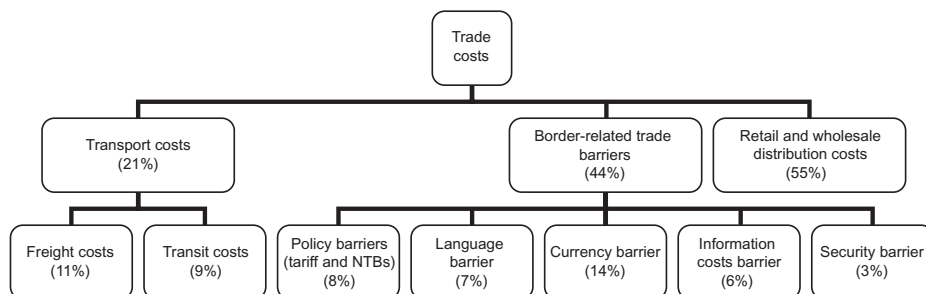 Trade
costs
Transport costs
(21%)
Border-related trade
barriers
(44%)
Retail and wholesale
distribution costs
(55%)
Freight costs
(11%)
Transit costs
(9%)
Policy barriers
(tariff and NTBs)
(8%)
Language
barrier
(7%)
Currency barrier
(14%)
Information
costs barrier
(6%)
Security barrier
(3%)